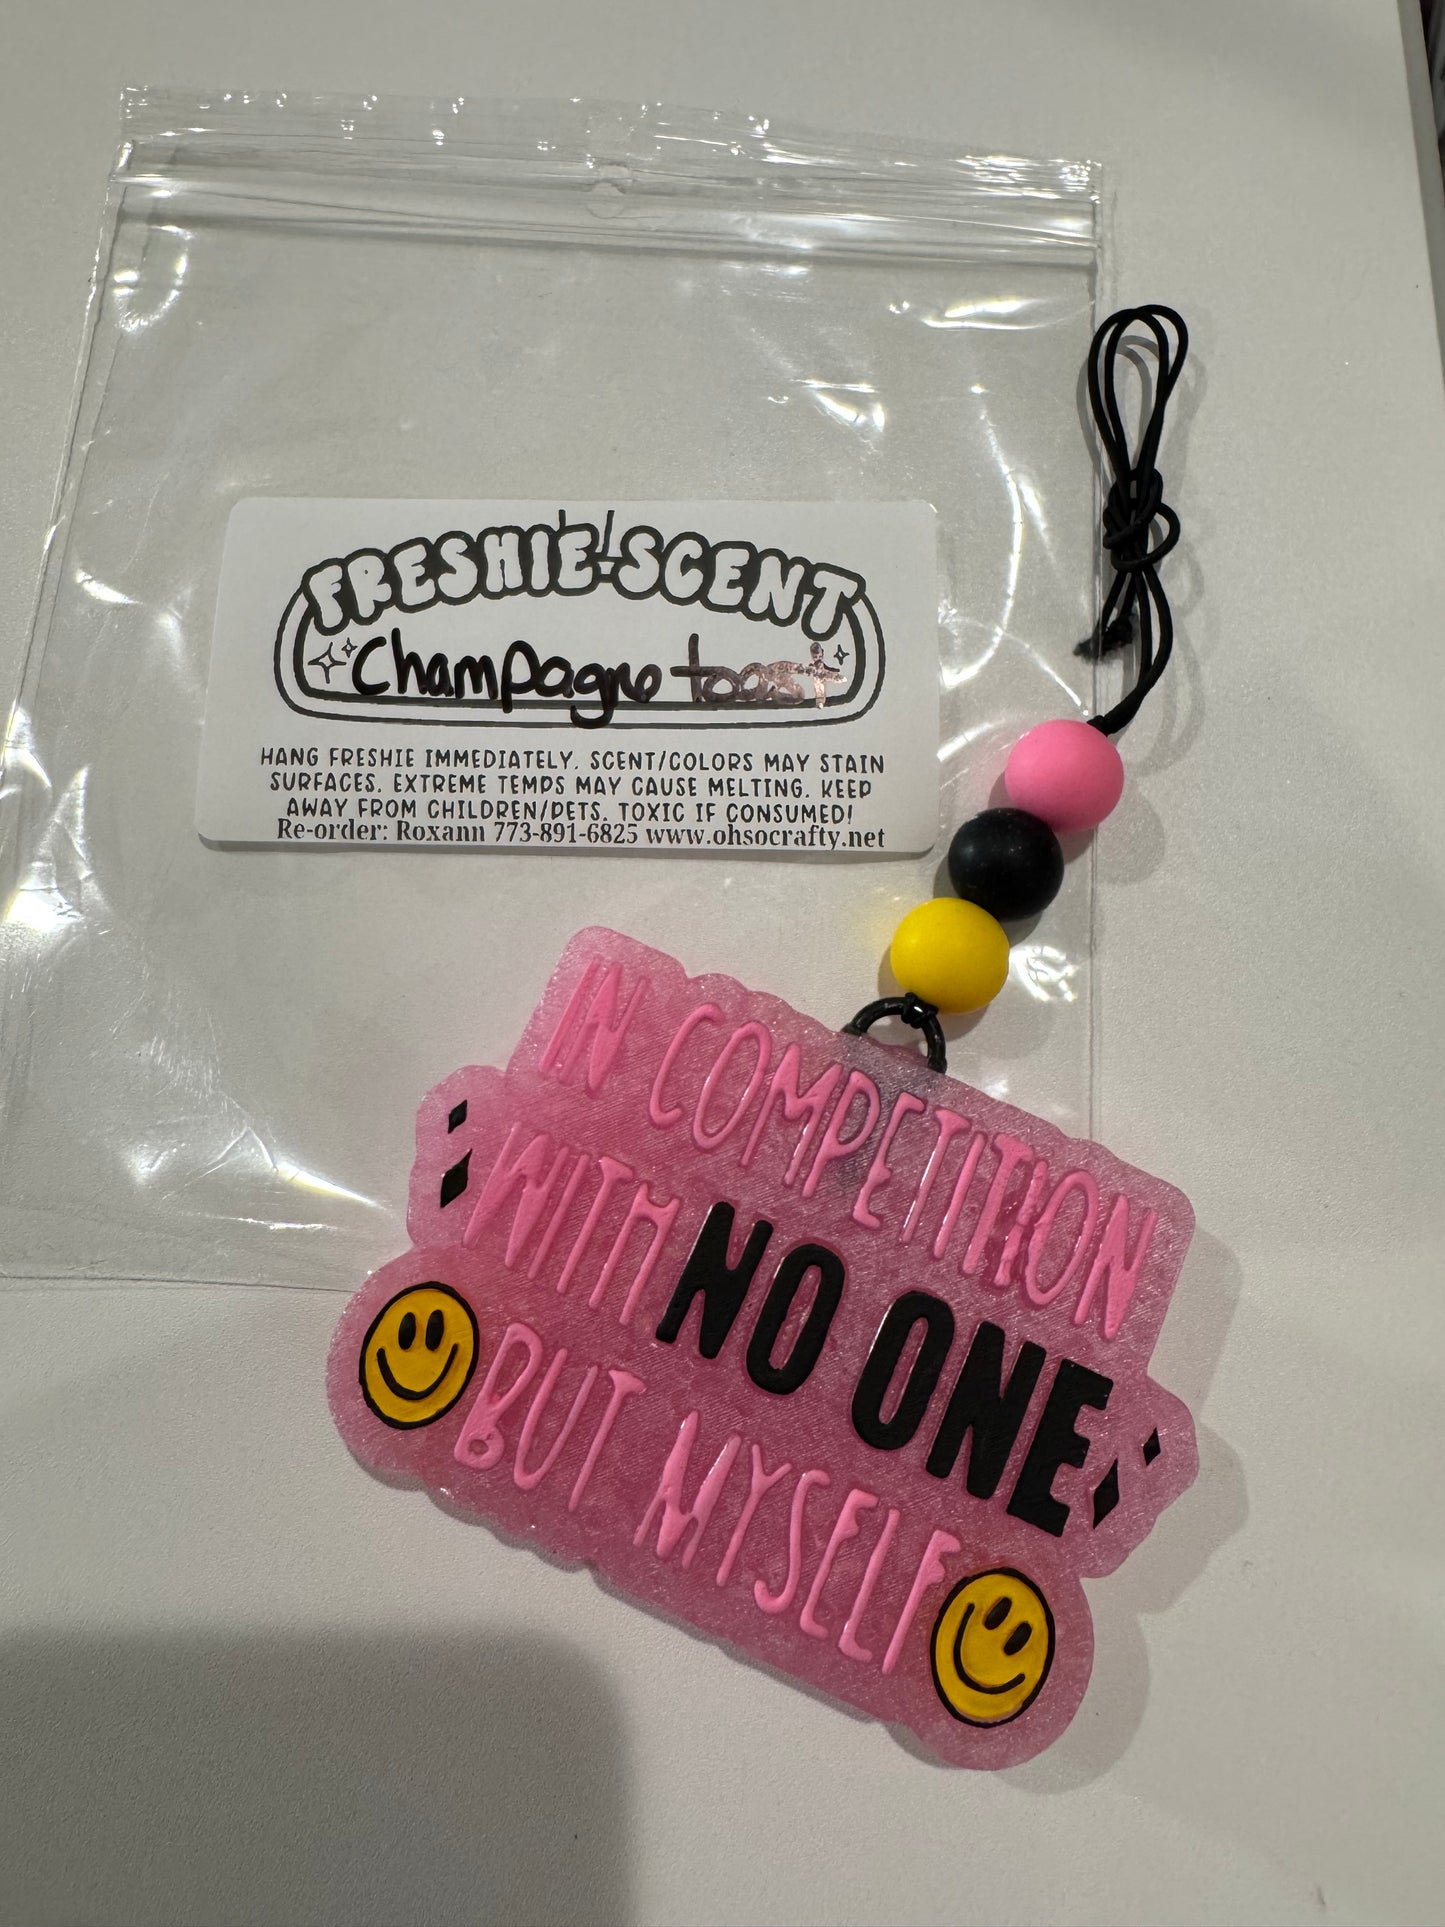 FRESHIE SCENT
Champagne toast
HANG FRESHIE IMMEDIATELY. SCENT/COLORS MAY STAIN
SURFACES. EXTREME TEMPS MAY CAUSE MELTING. KEEP
AWAY FROM CHILDREN/PETS. TOXIC IF CONSUMED!
Re-order: Roxann 773-891-6825 www.ohsocrafty.net
IN COMPETITION
WITH NO ONE
BUT MYSELF